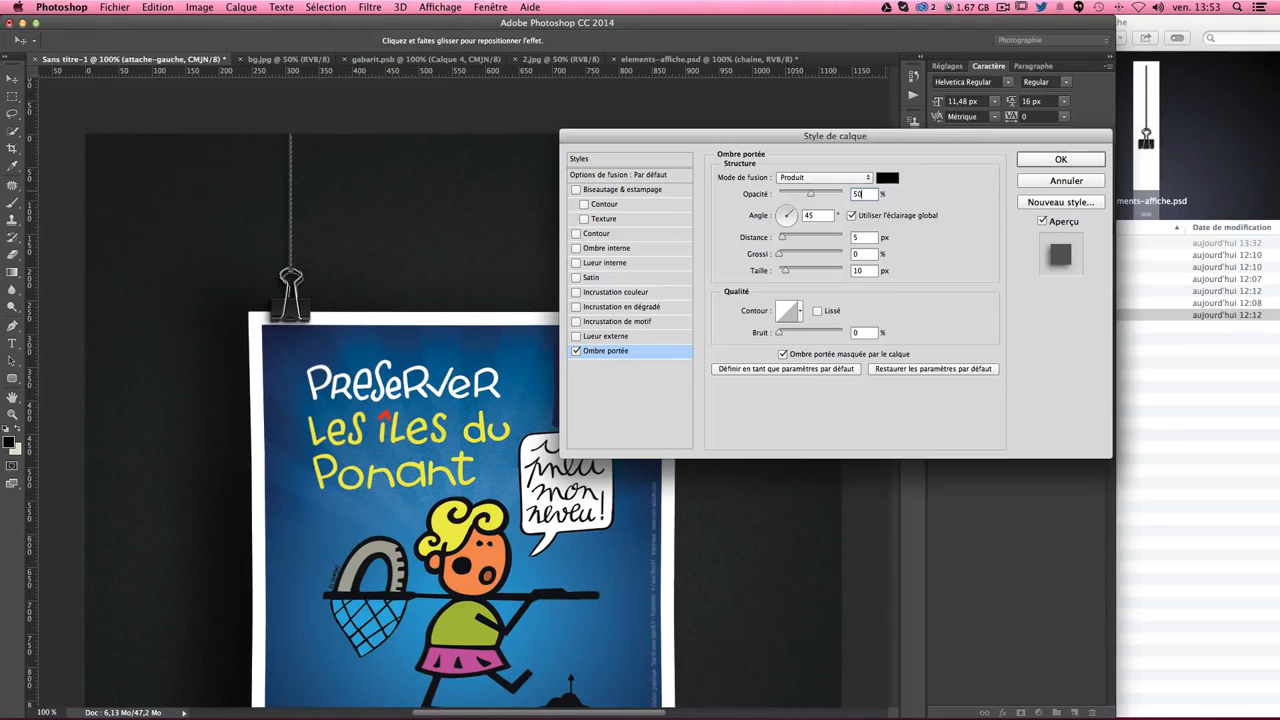 Photoshop Fichier Edition Image Calque Texte Sélection Filtre 3D Affichage Fenêtre Aide 2 1.67 GB ven. 13:53
Adobe Photoshop CC 2014
Cliquez et faites glisser pour repositionner l'effet. Photographie
Sans titre-1 @ 100% (attache-gauche, CMJN/8) * bg.jpg @ 50% (RVB/8) gabarit.psb @ 100% (Calque 4, CMJN/8) 2.jpg @ 50% (RVB/8) elements-affiche.psd @ 100% (chaine, RVB/8) *
Réglages Caractère Paragraphe
Helvetica Regular Regular
11,48 px 16 px
Métrique 0
Style de calque
Styles
Options de fusion : Par défaut
Biseautage & estampage
Contour
Texture
Contour
Ombre interne
Lueur interne
Satin
Incrustation couleur
Incrustation en dégradé
Incrustation de motif
Lueur externe
Ombre portée
Ombre portée
Structure
Mode de fusion : Produit
Opacité : 50 %
Angle : 45 ° Utiliser l'éclairage global
Distance : 5 px
Grossi : 0 %
Taille : 10 px
Qualité
Contour : Lissé
Bruit : 0 %
Ombre portée masquée par le calque
Définir en tant que paramètres par défaut Restaurer les paramètres par défaut
OK
Annuler
Nouveau style...
Aperçu
ements-affiche.psd
Date de modification
aujourd'hui 13:32
aujourd'hui 12:10
aujourd'hui 12:10
aujourd'hui 12:07
aujourd'hui 12:12
aujourd'hui 12:08
aujourd'hui 12:12
PReSeRVeR
Les îLes du
Ponant
mon
neveu!
100 % Doc : 6,13 Mo/47,2 Mo